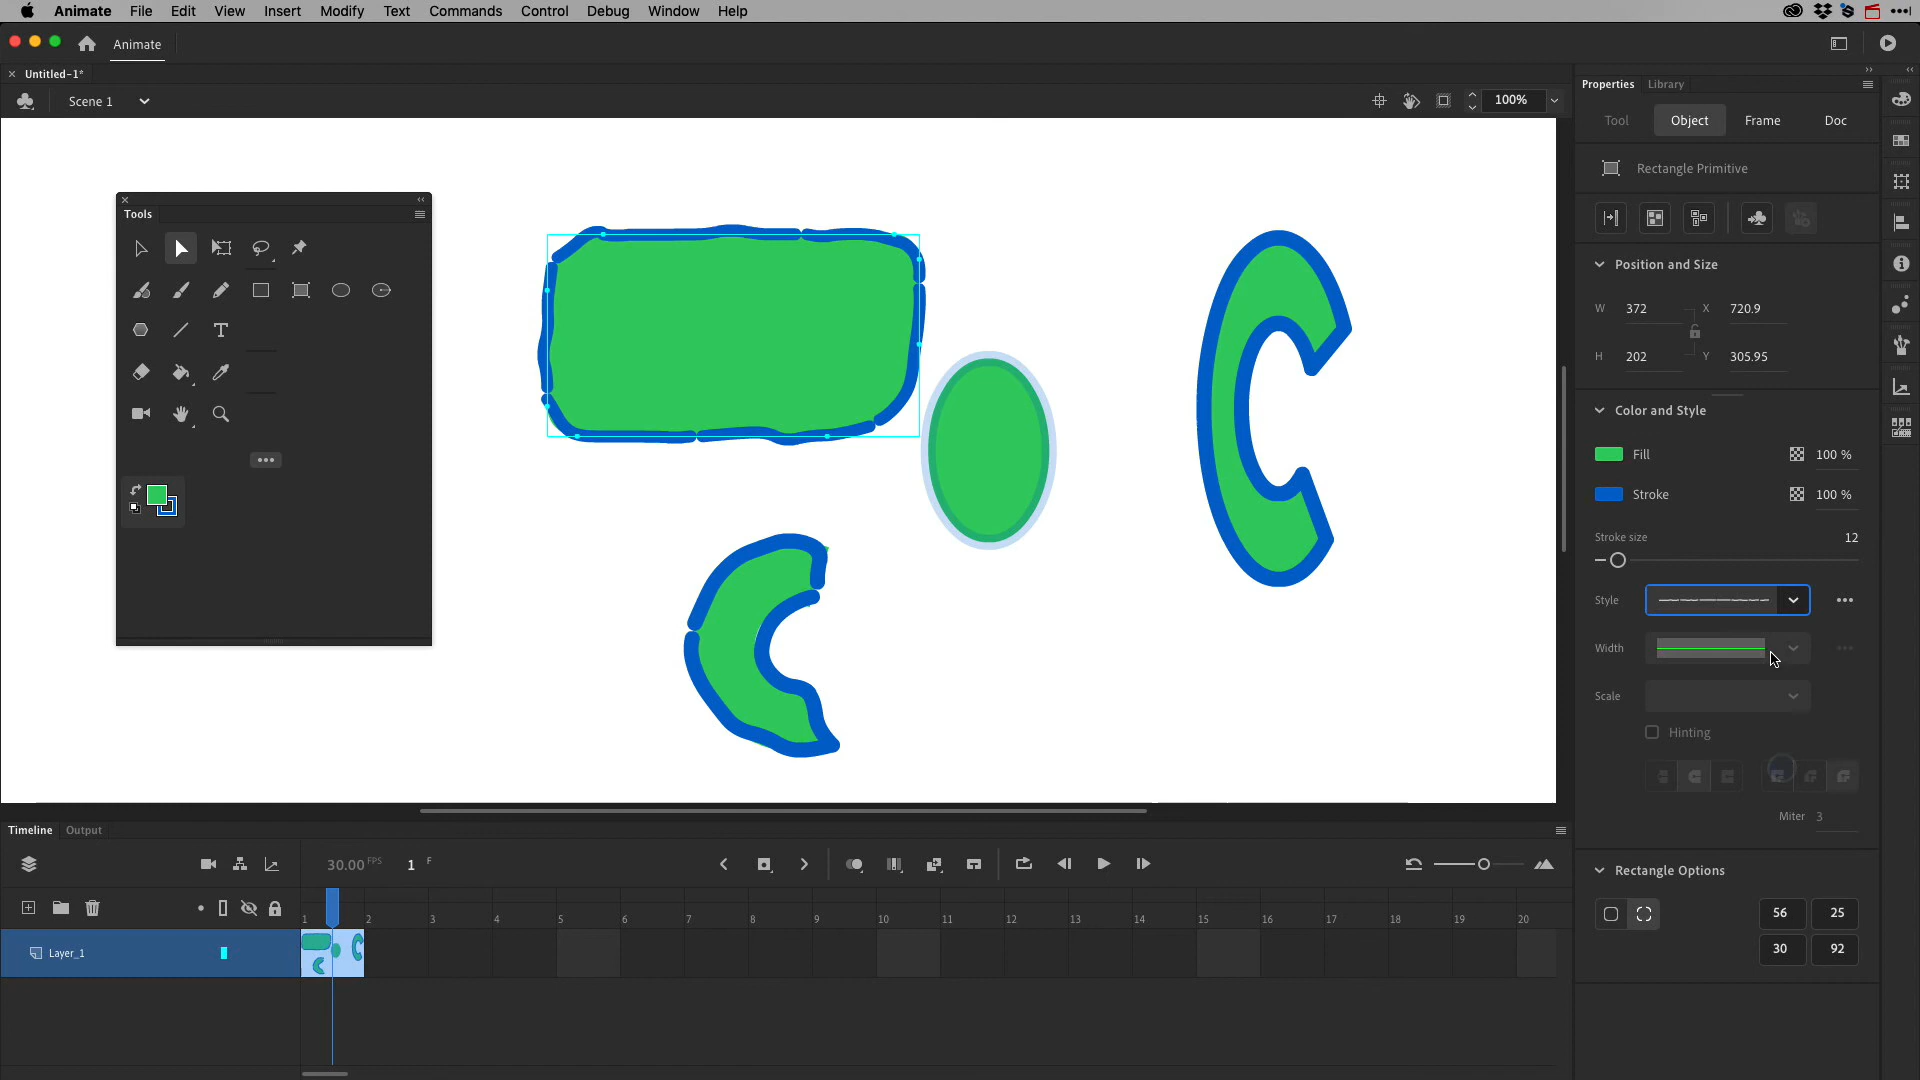 Animate File Edit View Insert Modify Text Commands Control Debug Window Help
Animate
Untitled-1*
Scene 1
100%
Properties Library
Tool Object Frame Doc
Rectangle Primitive
Tools
T
Position and Size
W 372 X 720.9
H 202 Y 305.95
Color and Style
Fill 100 %
Stroke 100 %
Stroke size 12
Style
Width
Scale
Hinting
Miter 3
Rectangle Options
56 25
30 92
Timeline Output
30.00 FPS 1 F
1 2 3 4 5 6 7 8 9 10 11 12 13 14 15 16 17 18 19 20
Layer_1